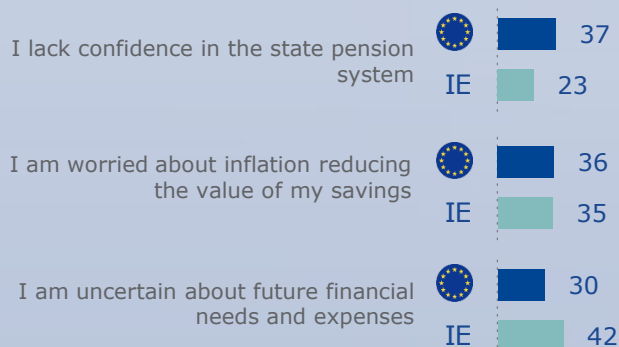 I lack confidence in the state pension
system
37
IE 23
I am worried about inflation reducing
the value of my savings
36
IE 35
I am uncertain about future financial
needs and expenses
30
IE 42